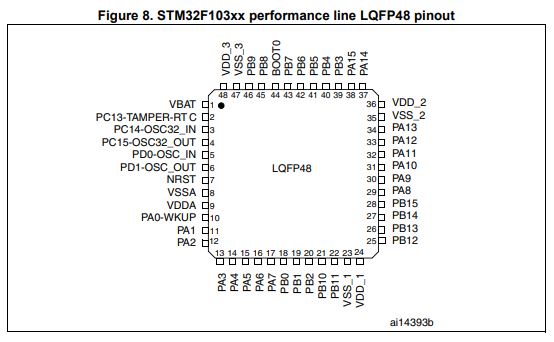 Figure 8. STM32F103xx performance line LQFP48 pinout
VDD_3
VSS_3
PB9
PB8
BOOT0
PB7
PB6
PB5
PB4
PB3
PA15
PA14
48 47 46 45 44 43 42 41 40 39 38 37
VBAT 1
PC13-TAMPER-RTC 2
PC14-OSC32_IN 3
PC15-OSC32_OUT 4
PD0-OSC_IN 5
PD1-OSC_OUT 6
NRST 7
VSSA 8
VDDA 9
PA0-WKUP 10
PA1 11
PA2 12
LQFP48
36 VDD_2
35 VSS_2
34 PA13
33 PA12
32 PA11
31 PA10
30 PA9
29 PA8
28 PB15
27 PB14
26 PB13
25 PB12
13 14 15 16 17 18 19 20 21 22 23 24
PA3
PA4
PA5
PA6
PA7
PB0
PB1
PB2
PB10
PB11
VSS_1
VDD_1
ai14393b